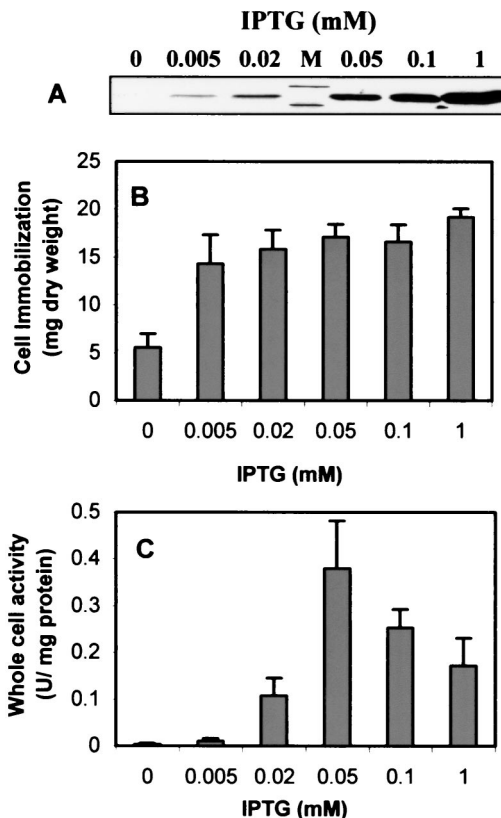 IPTG (mM)
0 0.005 0.02 M 0.05 0.1 1
A
B
Cell Immobilization
(mg dry weight)
25
20
15
10
5
0
0 0.005 0.02 0.05 0.1 1
IPTG (mM)
C
Whole cell activity
(U/ mg protein)
0.5
0.4
0.3
0.2
0.1
0
0 0.005 0.02 0.05 0.1 1
IPTG (mM)